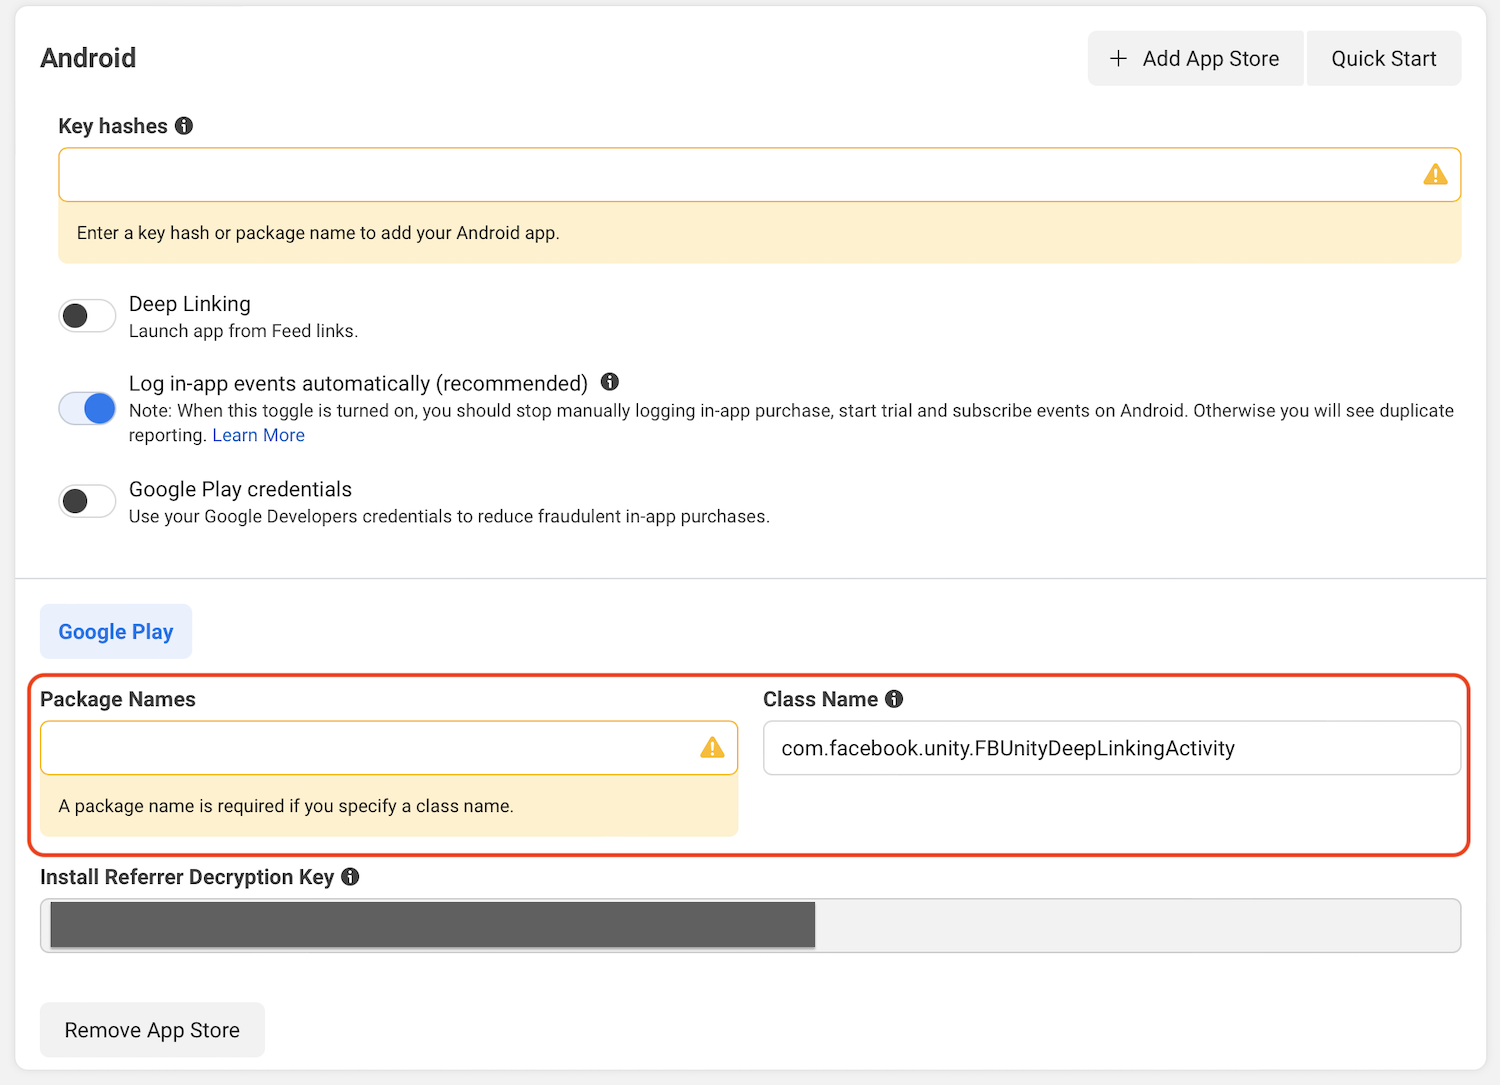 Android
+ Add App Store
Quick Start
Key hashes
Enter a key hash or package name to add your Android app.
Deep Linking
Launch app from Feed links.
Log in-app events automatically (recommended)
Note: When this toggle is turned on, you should stop manually logging in-app purchase, start trial and subscribe events on Android. Otherwise you will see duplicate
reporting. Learn More
Google Play credentials
Use your Google Developers credentials to reduce fraudulent in-app purchases.
Google Play
Package Names
Class Name
com.facebook.unity.FBUnityDeepLinkingActivity
A package name is required if you specify a class name.
Install Referrer Decryption Key
Remove App Store